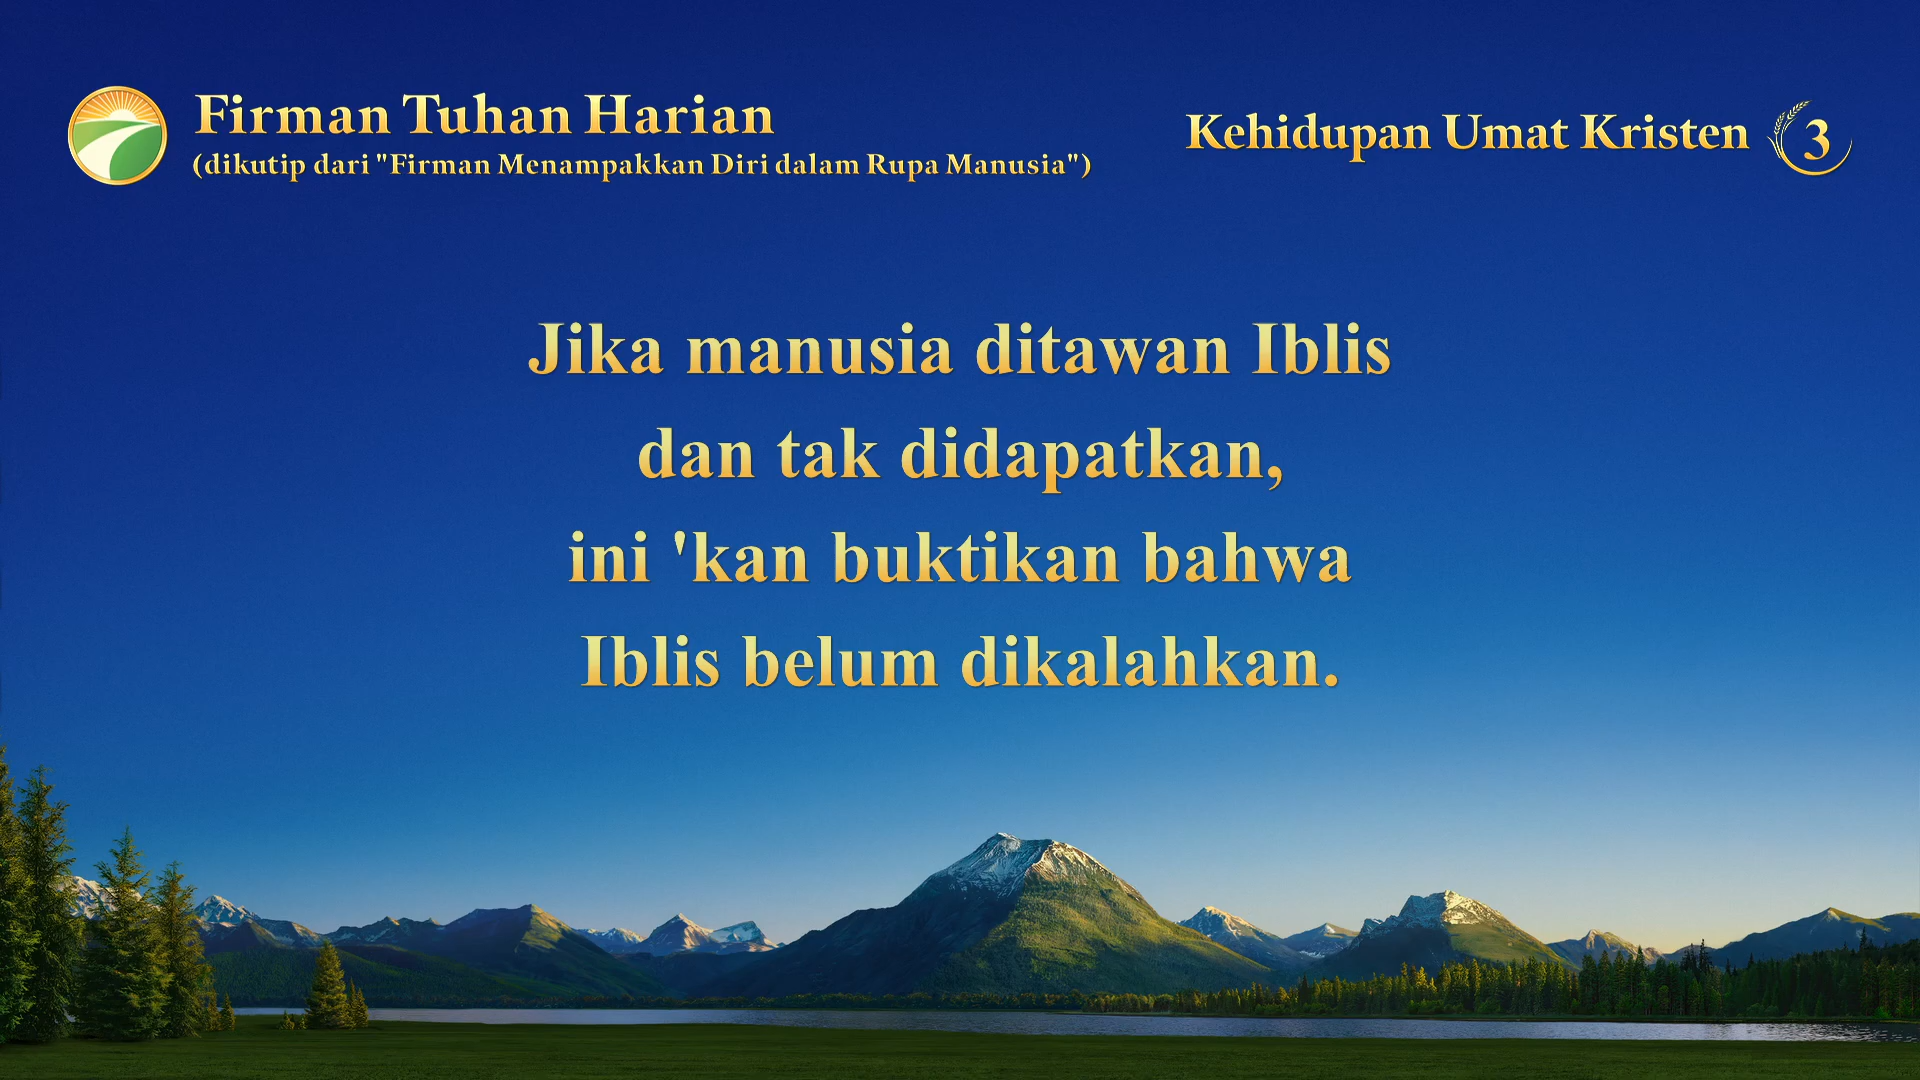 Firman Tuhan Harian
(dikutip dari "Firman Menampakkan Diri dalam Rupa Manusia")
Kehidupan Umat Kristen 3
Jika manusia ditawan Iblis
dan tak didapatkan,
ini 'kan buktikan bahwa
Iblis belum dikalahkan.